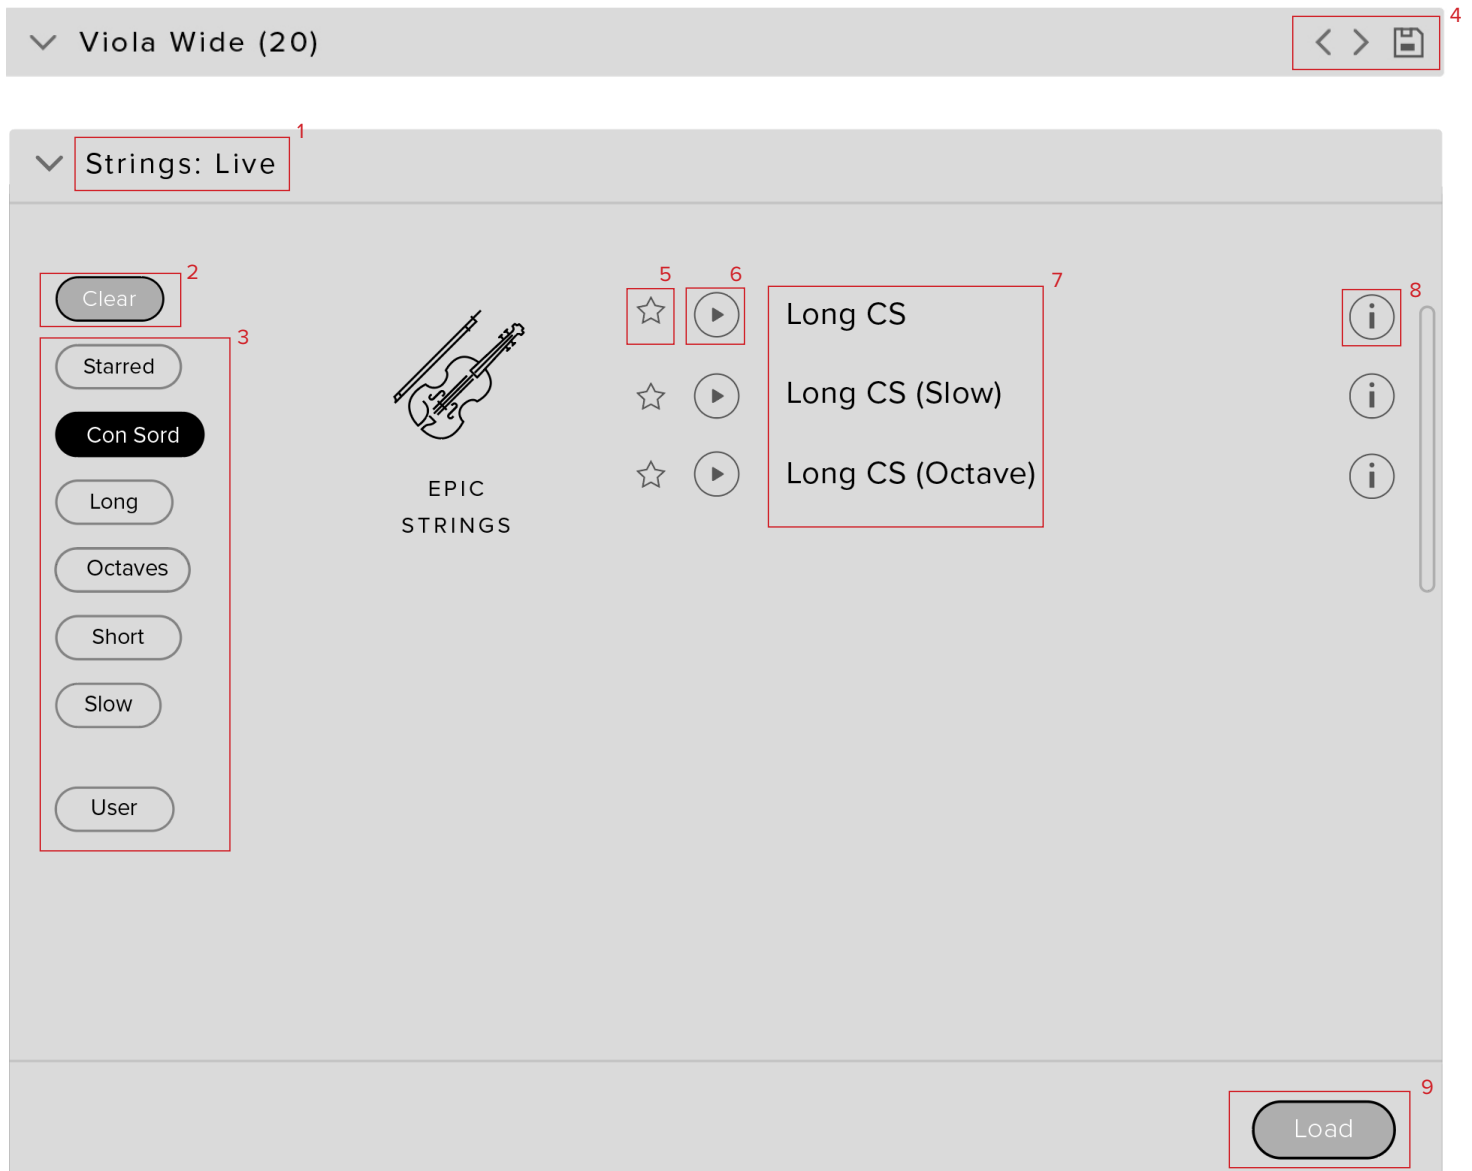 4
Viola Wide (20)
1
Strings: Live
2
Clear
3
Starred
Con Sord
Long
Octaves
Short
Slow
User
EPIC
STRINGS
5
6
7
Long CS
Long CS (Slow)
Long CS (Octave)
8
i
i
i
9
Load